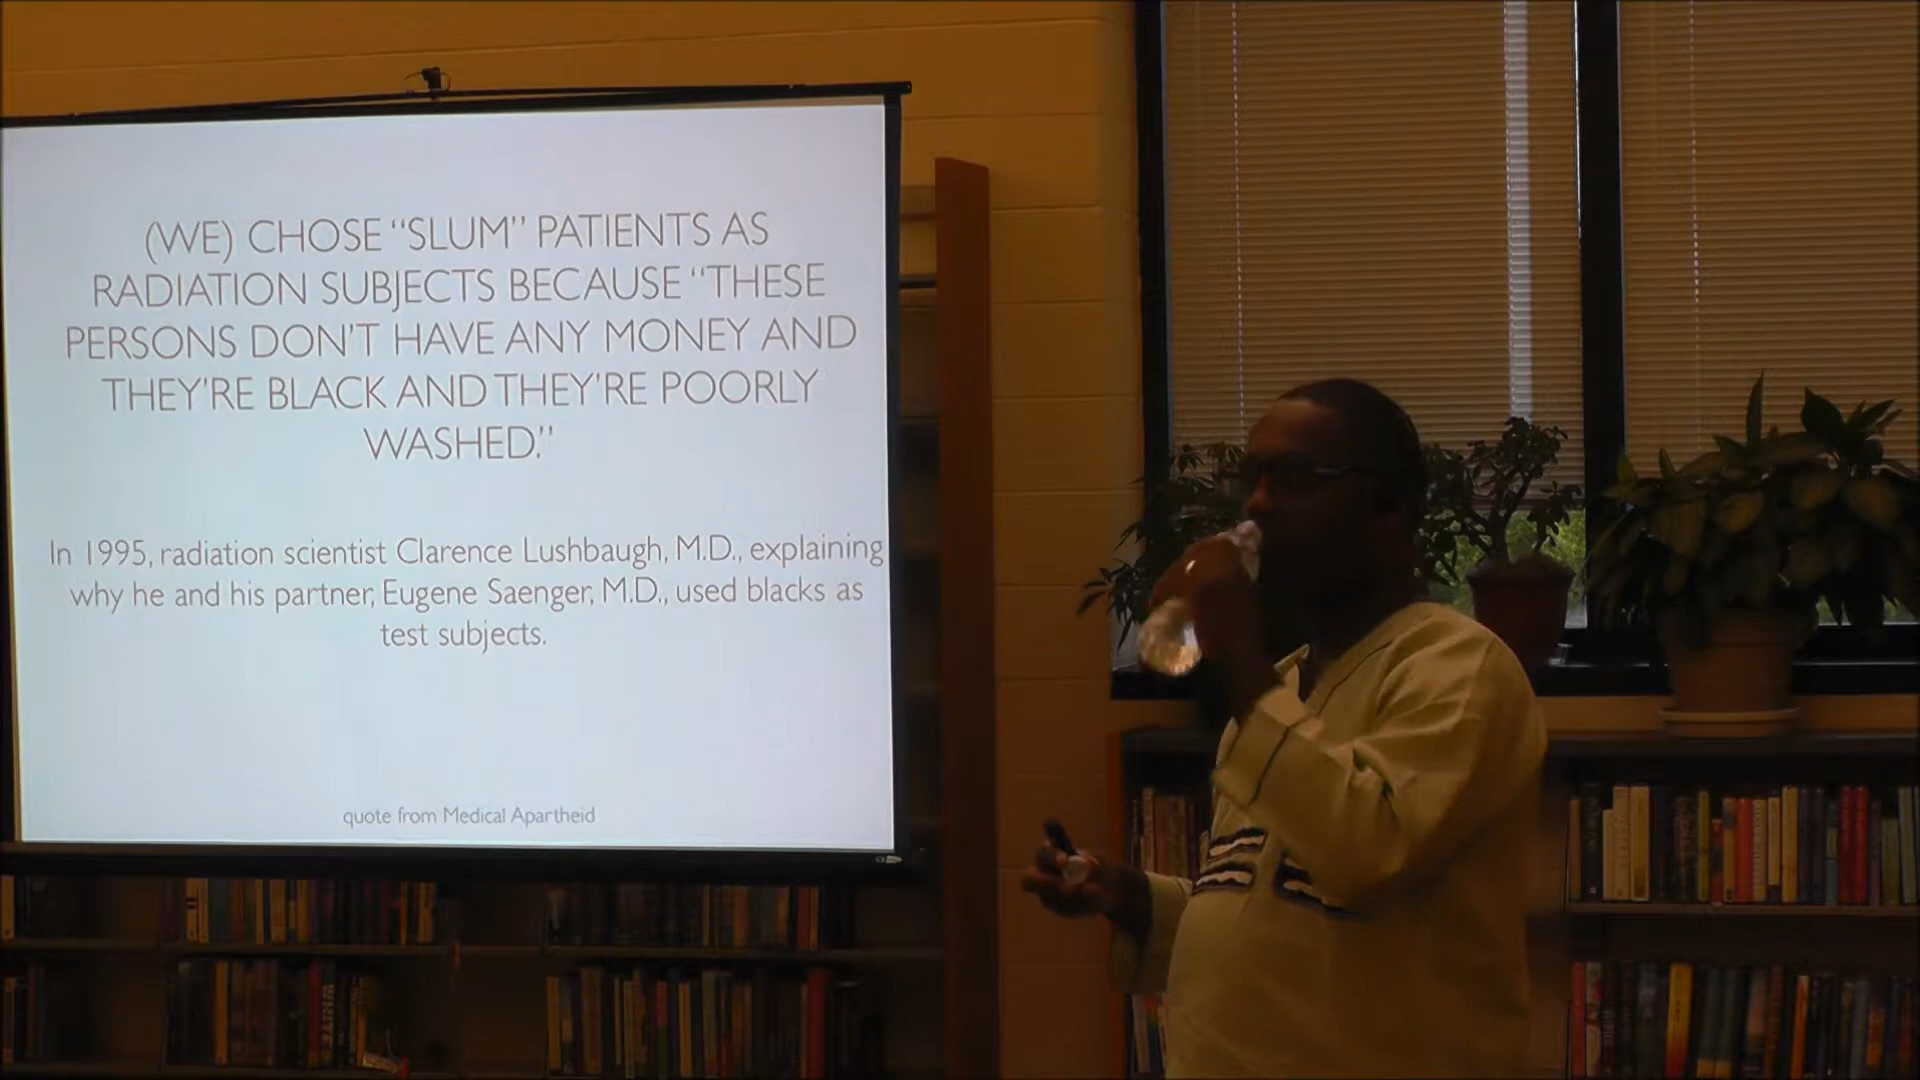 (WE) CHOSE “SLUM” PATIENTS AS
RADIATION SUBJECTS BECAUSE “THESE
PERSONS DON'T HAVE ANY MONEY AND
THEY'RE BLACK AND THEY'RE POORLY
WASHED.”
In 1995, radiation scientist Clarence Lushbaugh, M.D., explaining
why he and his partner, Eugene Saenger, M.D., used blacks as
test subjects.
quote from Medical Apartheid